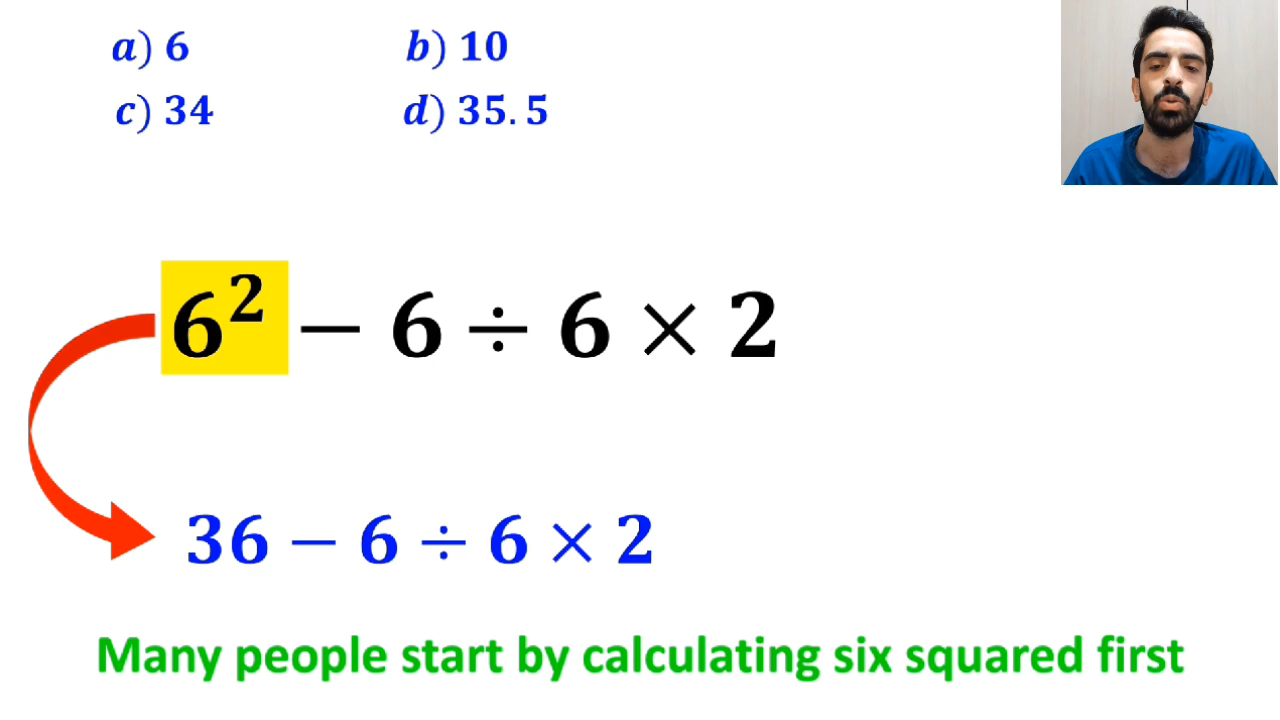 a) 6 b) 10
c) 34 d) 35.5
6² − 6 ÷ 6 × 2
36 − 6 ÷ 6 × 2
Many people start by calculating six squared first